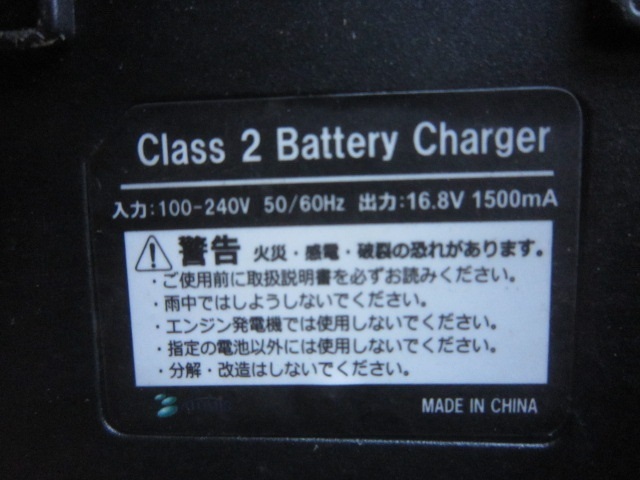 Class 2 Battery Charger
入力:100-240V 50/60Hz 出力:16.8V 1500mA
警告 火災・感電・破裂の恐れがあります。
・ご使用前に取扱説明書を必ずお読みください。
・雨中ではしようしないでください。
・エンジン発電機では使用しないでください。
・指定の電池以外には使用しないでください。
・分解・改造はしないでください。
MADE IN CHINA